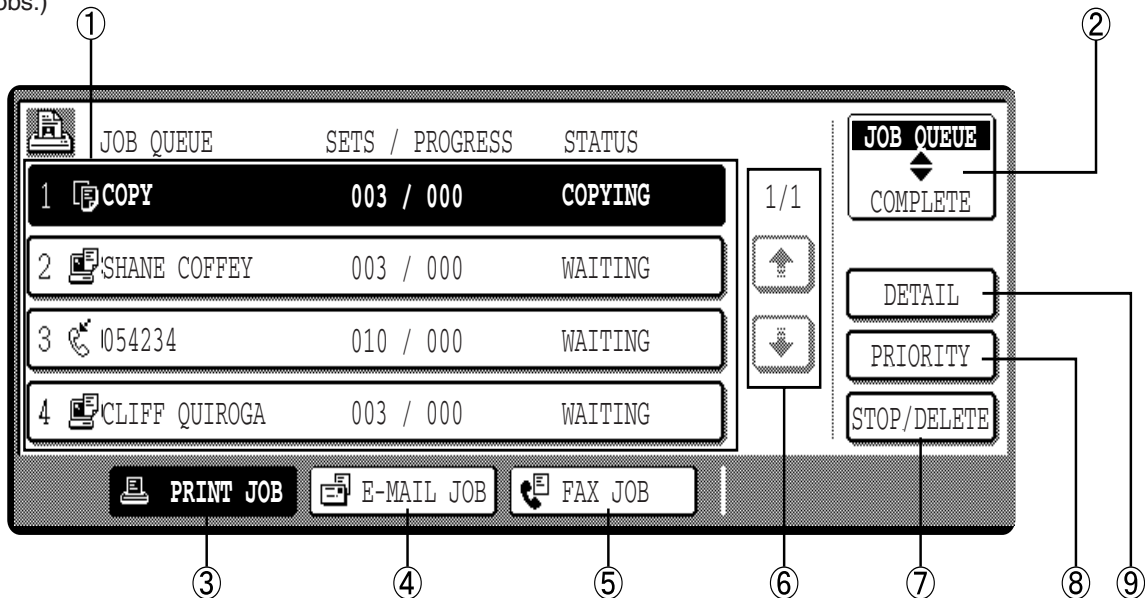 obs.)
① ②
JOB QUEUE SETS / PROGRESS STATUS
JOB QUEUE
COMPLETE
1 COPY 003 / 000 COPYING
1/1
2 SHANE COFFEY 003 / 000 WAITING
DETAIL
3 054234 010 / 000 WAITING
PRIORITY
4 CLIFF QUIROGA 003 / 000 WAITING
STOP/DELETE
PRINT JOB E-MAIL JOB FAX JOB
③ ④ ⑤ ⑥ ⑦ ⑧ ⑨